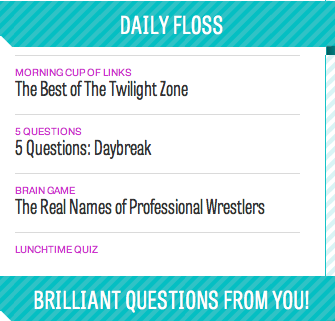 DAILY FLOSS
MORNING CUP OF LINKS
The Best of The Twilight Zone
5 QUESTIONS
5 Questions: Daybreak
BRAIN GAME
The Real Names of Professional Wrestlers
LUNCHTIME QUIZ
BRILLIANT QUESTIONS FROM YOU!